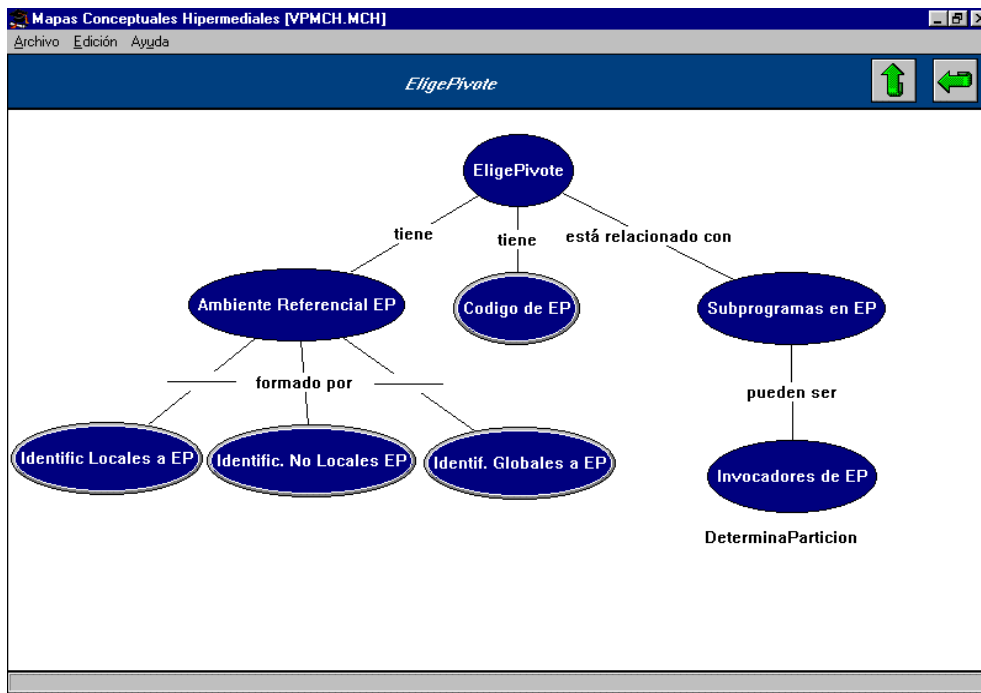 Mapas Conceptuales Hipermediales [VPMCH.MCH]
Archivo Edición Ayuda
EligePivote
EligePivote
tiene
tiene
está relacionado con
Ambiente Referencial EP
Codigo de EP
Subprogramas en EP
formado por
pueden ser
Identific Locales a EP
Identific. No Locales EP
Identif. Globales a EP
Invocadores de EP
DeterminaParticion